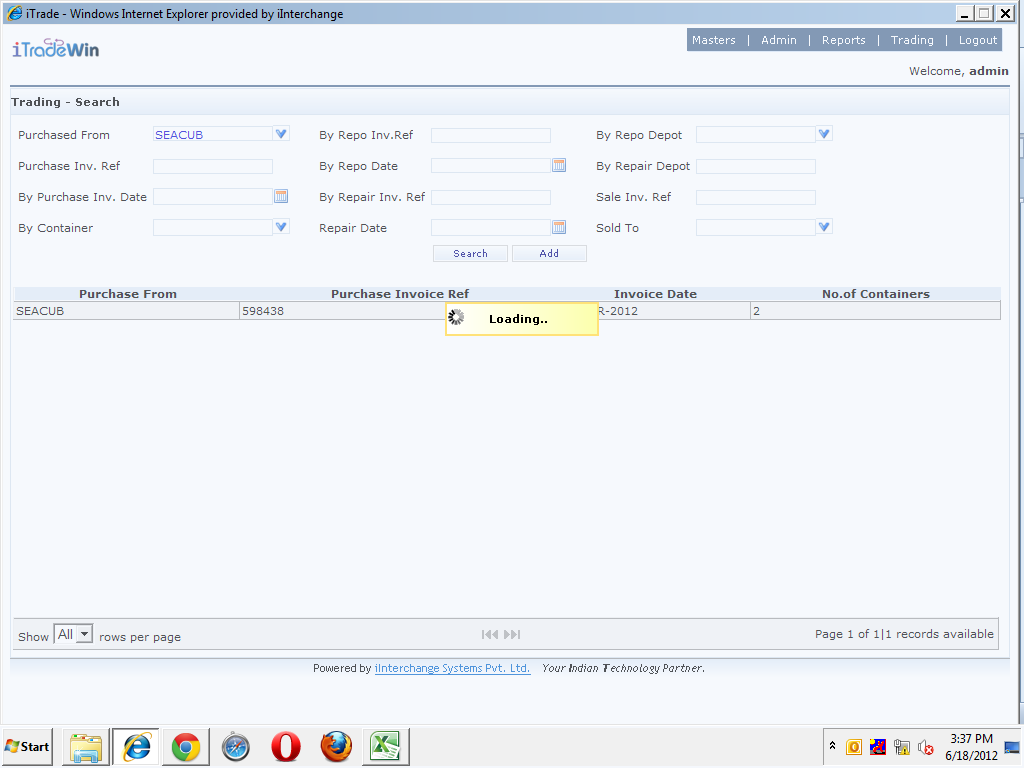 iTrade - Windows Internet Explorer provided by iInterchange
iTradeWin
Masters | Admin | Reports | Trading | Logout
Welcome, admin
Trading - Search
Purchased From SEACUB By Repo Inv.Ref By Repo Depot
Purchase Inv. Ref By Repo Date By Repair Depot
By Purchase Inv. Date By Repair Inv. Ref Sale Inv. Ref
By Container Repair Date Sold To
Search Add
Purchase From Purchase Invoice Ref Invoice Date No.of Containers
SEACUB 598438 R-2012 2
Loading..
Show All rows per page Page 1 of 1|1 records available
Powered by iInterchange Systems Pvt. Ltd. Your Indian Technology Partner.
Start
3:37 PM
6/18/2012